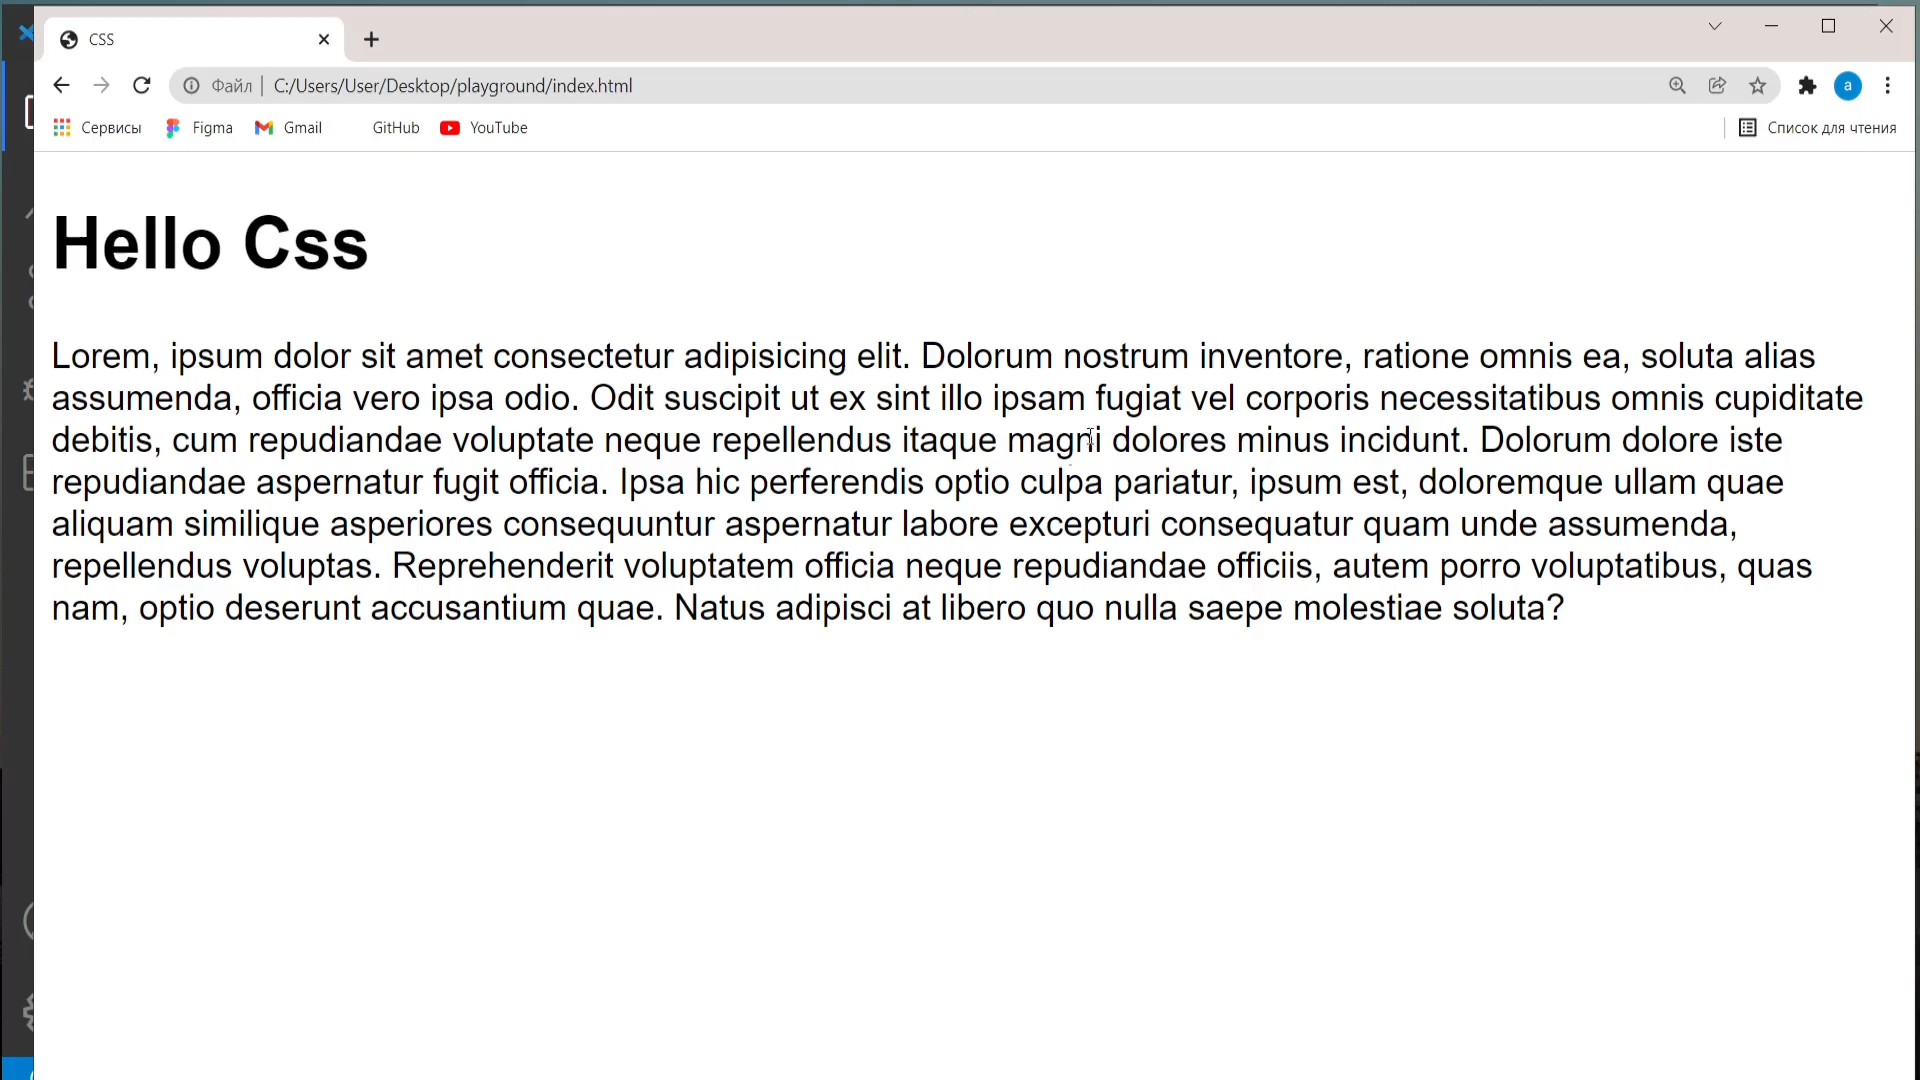 CSS
Файл | C:/Users/User/Desktop/playground/index.html
a
Сервисы Figma Gmail GitHub YouTube Список для чтения
Hello Css
Lorem, ipsum dolor sit amet consectetur adipisicing elit. Dolorum nostrum inventore, ratione omnis ea, soluta alias
assumenda, officia vero ipsa odio. Odit suscipit ut ex sint illo ipsam fugiat vel corporis necessitatibus omnis cupiditate
debitis, cum repudiandae voluptate neque repellendus itaque magni dolores minus incidunt. Dolorum dolore iste
repudiandae aspernatur fugit officia. Ipsa hic perferendis optio culpa pariatur, ipsum est, doloremque ullam quae
aliquam similique asperiores consequuntur aspernatur labore excepturi consequatur quam unde assumenda,
repellendus voluptas. Reprehenderit voluptatem officia neque repudiandae officiis, autem porro voluptatibus, quas
nam, optio deserunt accusantium quae. Natus adipisci at libero quo nulla saepe molestiae soluta?